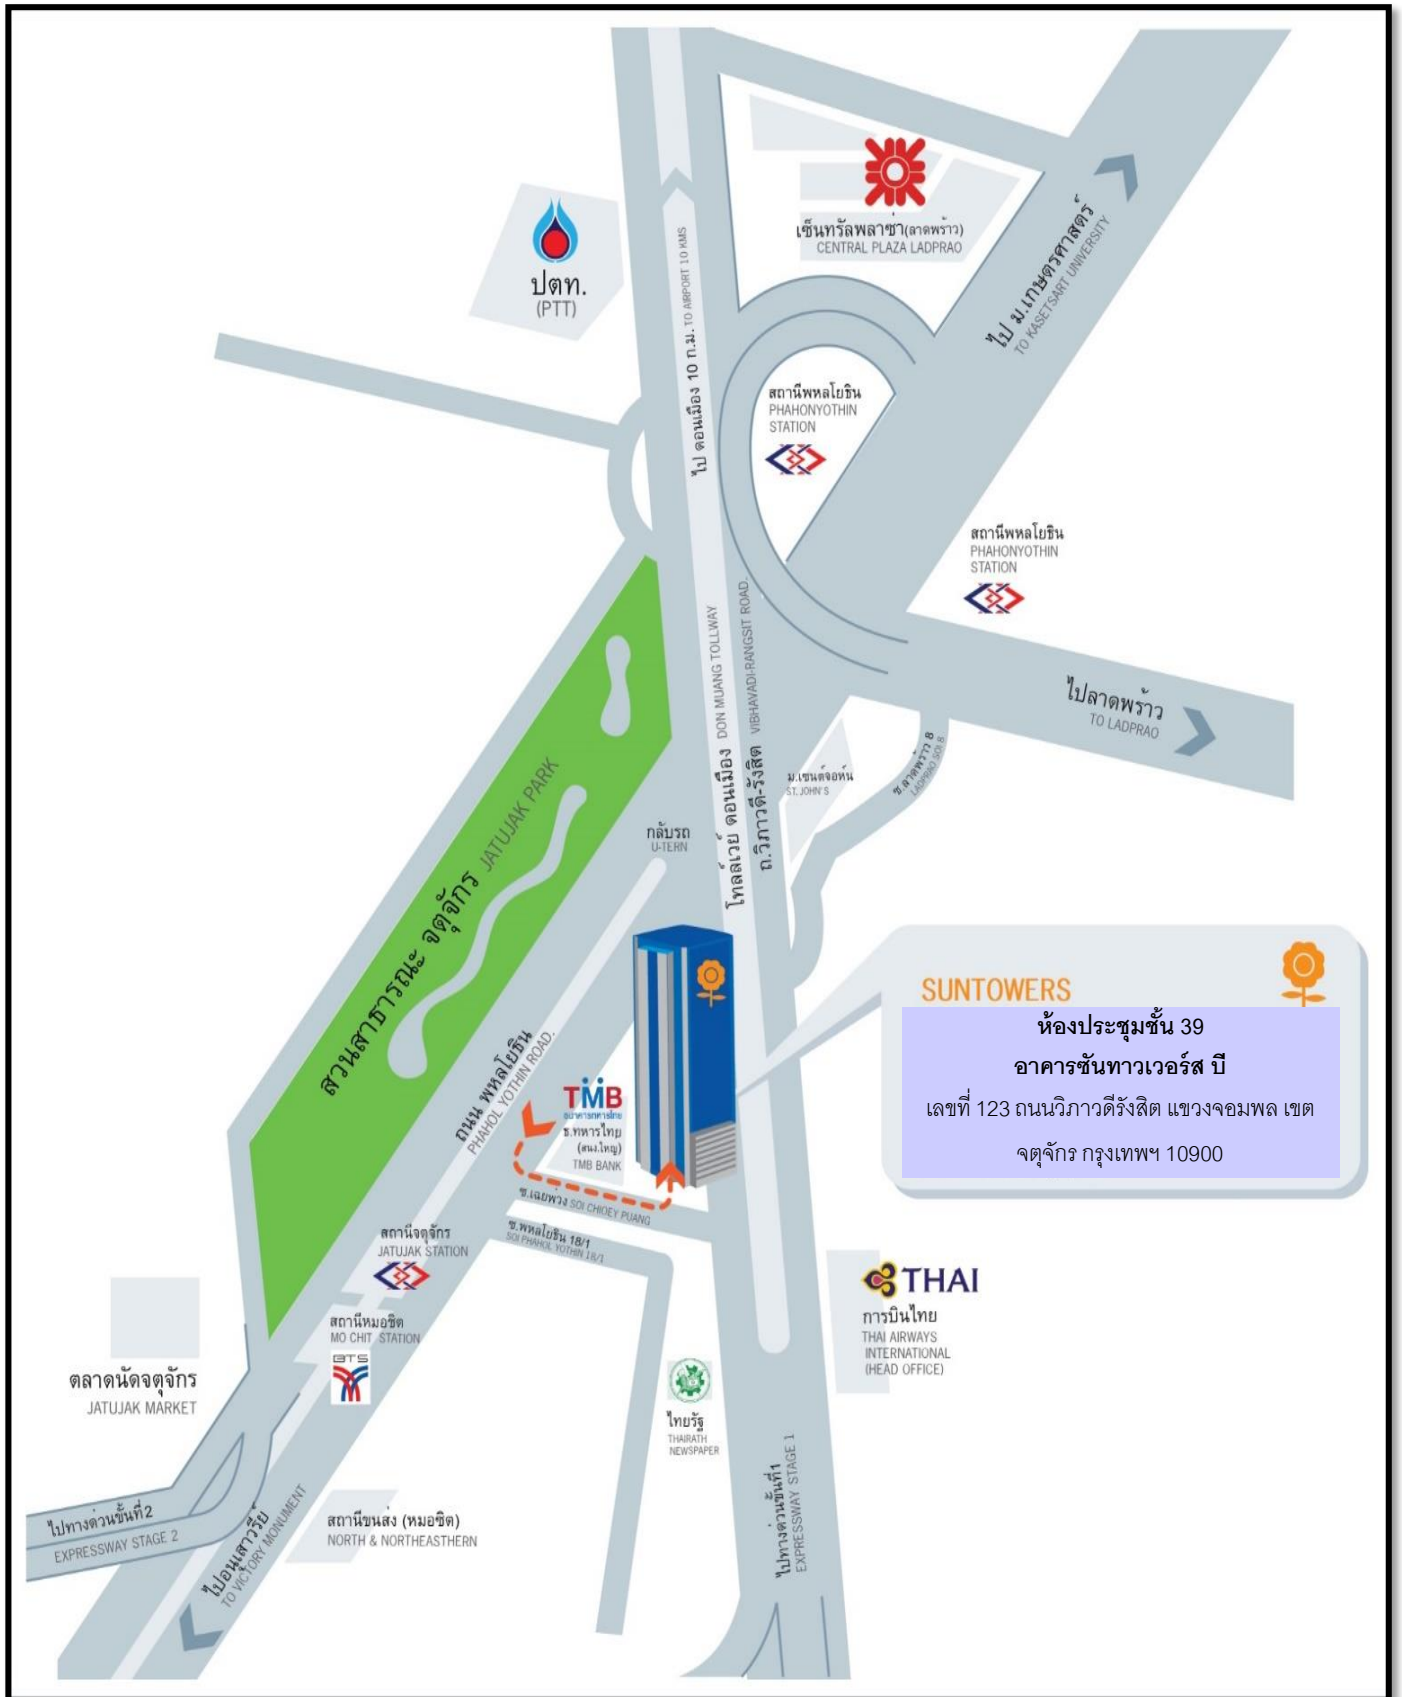 เซ็นทรัลพลาซ่า(ลาดพร้าว)
CENTRAL PLAZA LADPRAO
ปตท.
(PTT)
ไป ม.เกษตรศาสตร์
TO KASETSART UNIVERSITY
ไป ดอนเมือง 10 ก.ม. TO AIRPORT 10 KMS
สถานีพหลโยธิน
PHAHONYOTHIN
STATION
สถานีพหลโยธิน
PHAHONYOTHIN
STATION
ไปลาดพร้าว
TO LADPRAO
โทลล์เวย์ ดอนเมือง DON MUANG TOLLWAY
ถ.วิภาวดี-รังสิต VIBHAVADI-RANGSIT ROAD.
ม.เซนต์จอห์น
ST. JOHN'S
ซ.ลาดพร้าว 8
LADPRAO SOI 8
กลับรถ
U-TERN
สวนสาธารณะ จตุจักร JATUJAK PARK
SUNTOWERS
ห้องประชุมชั้น 39
อาคารซันทาวเวอร์ส บี
เลขที่ 123 ถนนวิภาวดีรังสิต แขวงจอมพล เขต
จตุจักร กรุงเทพฯ 10900
ถนน พหลโยธิน
PHAHOL YOTHIN ROAD.
TMB
ธนาคารทหารไทย
ธ.ทหารไทย
(สนง.ใหญ่)
TMB BANK
ซ.เฉยพ่วง SOI CHOEY PUANG
ซ.พหลโยธิน 18/1
SOI PHAHOL YOTHIN 18/1
สถานีจตุจักร
JATUJAK STATION
สถานีหมอชิต
MO CHIT STATION
BTS
THAI
การบินไทย
THAI AIRWAYS
INTERNATIONAL
(HEAD OFFICE)
ตลาดนัดจตุจักร
JATUJAK MARKET
ไทยรัฐ
THAIRATH
NEWSPAPER
ไปทางด่วนขั้นที่1
EXPRESSWAY STAGE 1
ไปทางด่วนขั้นที่2
EXPRESSWAY STAGE 2
ไปอนุเสาวรีย์
TO VICTORY MONUMENT
สถานีขนส่ง (หมอชิต)
NORTH & NORTHEASTHERN